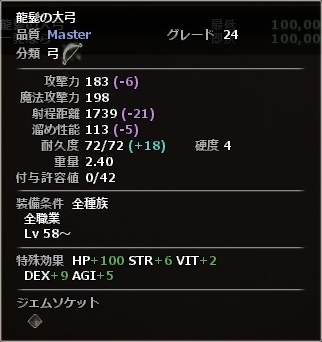 龍髭の大弓
品質 Master グレード 24
分類 弓
攻撃力 183 (-6)
魔法攻撃力 198
射程距離 1739 (-21)
溜め性能 113 (-5)
耐久度 72/72 (+18) 硬度 4
重量 2.40
付与許容値 0/42
装備条件 全種族
全職業
Lv 58～
特殊効果 HP+100 STR+6 VIT+2
DEX+9 AGI+5
ジェムソケット
100,00
100,00